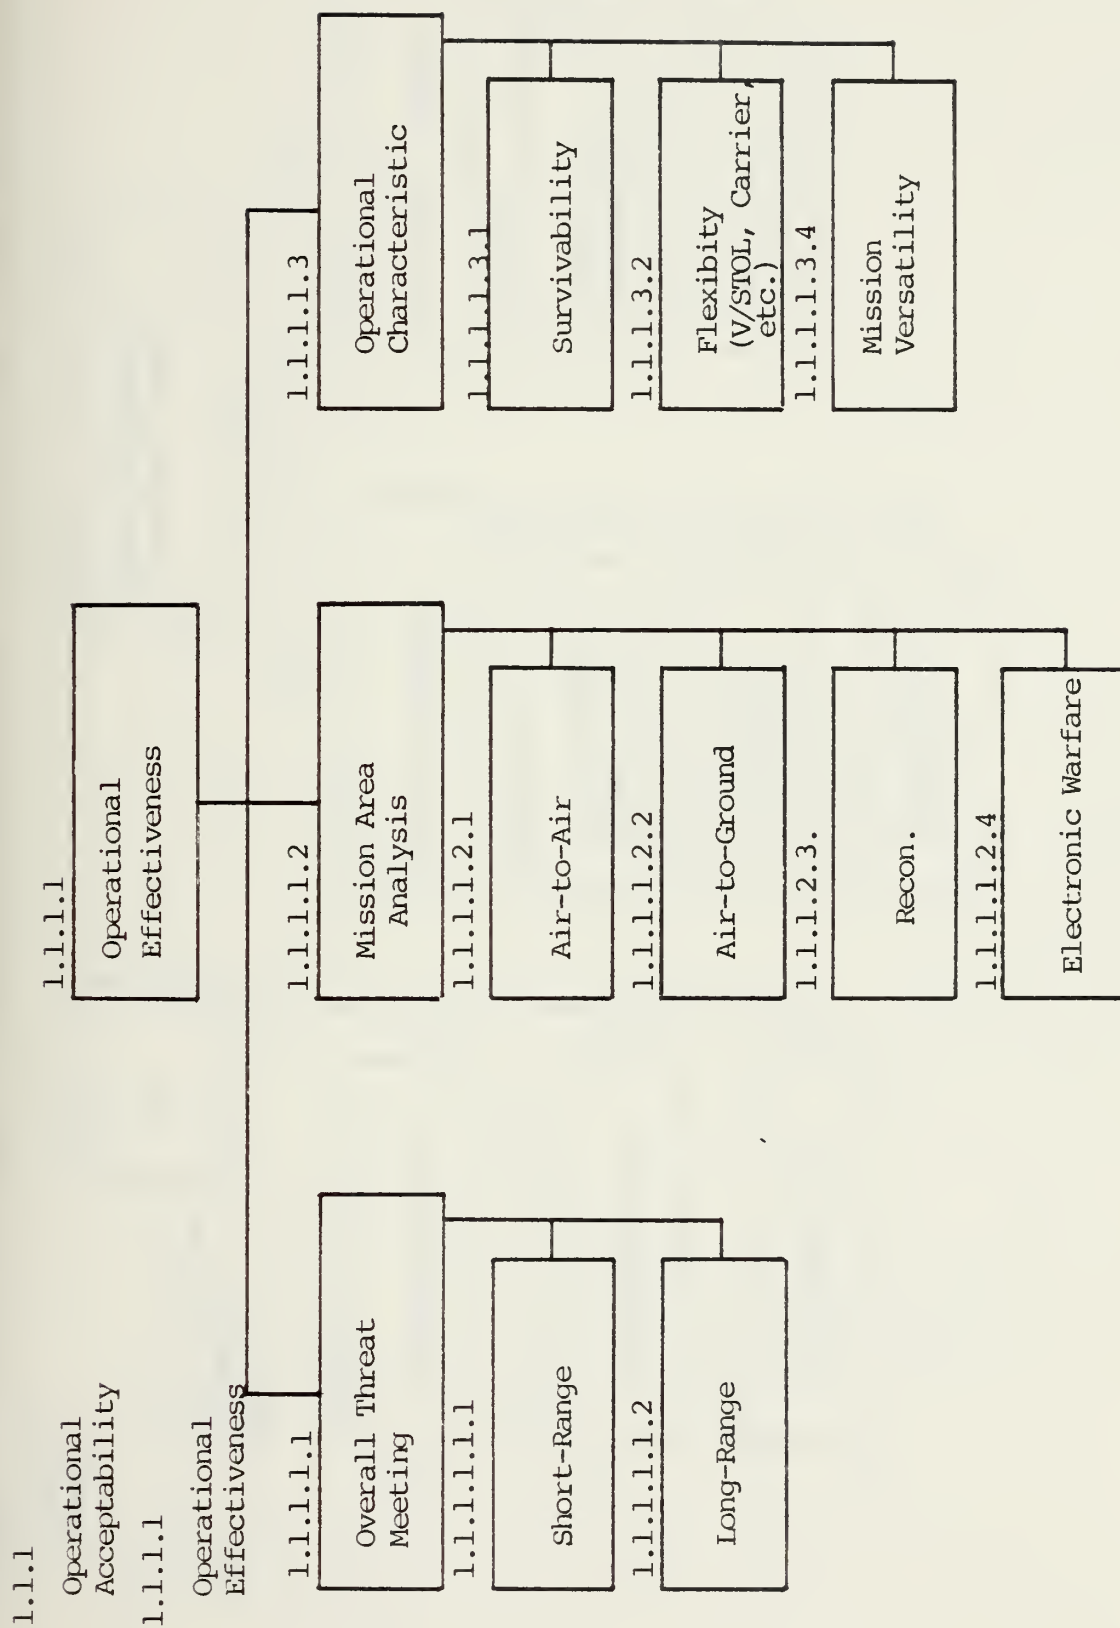 1.1.1
Operational
Acceptability
1.1.1.1
Operational
Effectiveness
1.1.1.1
Operational
Effectiveness
1.1.1.1.1
Overall Threat
Meeting
1.1.1.1.1.1
Short-Range
1.1.1.1.1.2
Long-Range
1.1.1.1.2
Mission Area
Analysis
1.1.1.1.2.1
Air-to-Air
1.1.1.1.2.2
Air-to-Ground
1.1.1.2.3.
Recon.
1.1.1.1.2.4
Electronic Warfare
1.1.1.1.3
Operational
Characteristic
1.1.1.1.3.1
Survivability
1.1.1.3.2
Flexibity
(V/STOL, Carrier,
etc.)
1.1.1.1.3.4
Mission
Versatility